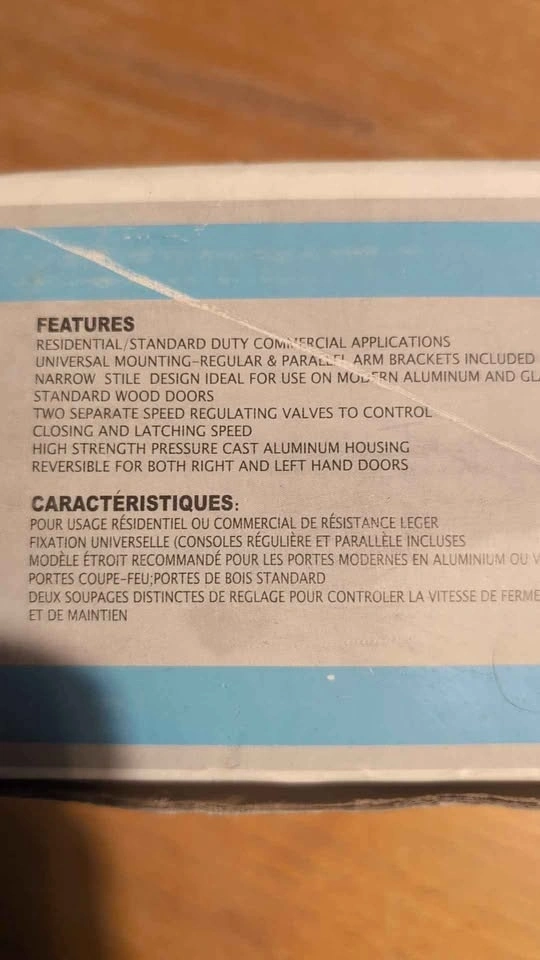 FEATURES
RESIDENTIAL/STANDARD DUTY COMMERCIAL APPLICATIONS
UNIVERSAL MOUNTING-REGULAR & PARALLEL ARM BRACKETS INCLUDED
NARROW STILE DESIGN IDEAL FOR USE ON MODERN ALUMINUM AND
STANDARD WOOD DOORS
TWO SEPARATE SPEED REGULATING VALVES TO CONTROL
CLOSING AND LATCHING SPEED
HIGH STRENGTH PRESSURE CAST ALUMINUM HOUSING
REVERSIBLE FOR BOTH RIGHT AND LEFT HAND DOORS
CARACTÉRISTIQUES:
POUR USAGE RÉSIDENTIEL OU COMMERCIAL DE RÉSISTANCE LEGER
FIXATION UNIVERSELLE (CONSOLES RÉGULIÈRE ET PARALLÈLE INCLUSES
MODÈLE ÉTROIT RECOMMANDÉ POUR LES PORTES MODERNES EN ALUMINIUM OU
PORTES COUPE-FEU;PORTES DE BOIS STANDARD
DEUX SOUPAGES DISTINCTES DE REGLAGE POUR CONTROLER LA VITESSE DE
ET DE MAINTIEN